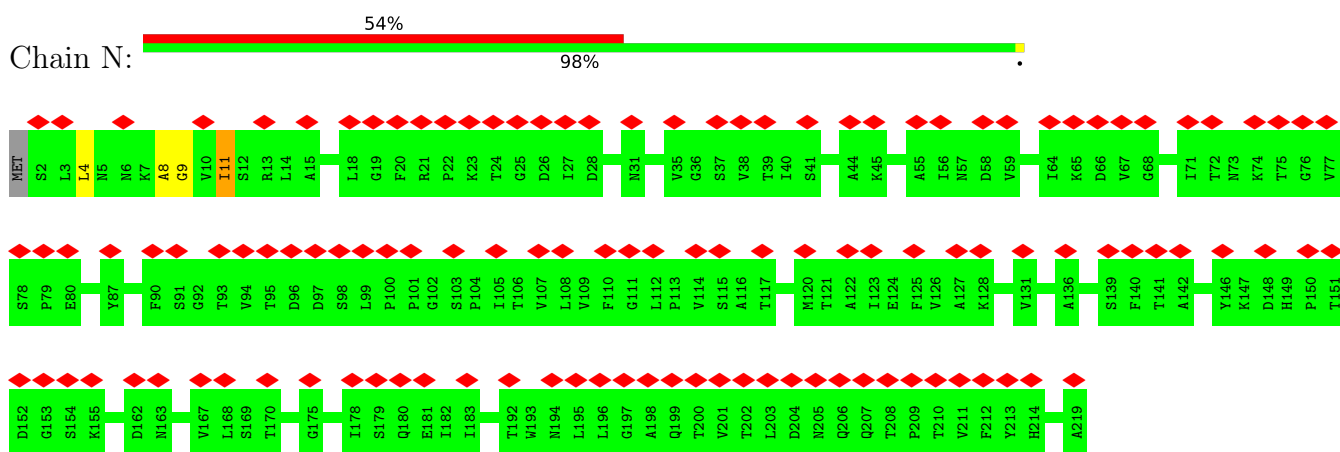 54%
Chain N:
98%
.
MET S2 L3 L4 N5 N6 K7 A8 G9 V10 I11 S12 R13 L14 A15 L18 G19 F20 R21 P22 K23 T24 G25 D26 I27 D28 N31 V35 G36 S37 V38 T39 I40 S41 A44 K45 A55 I56 N57 D58 V59 I64 K65 D66 V67 G68 I71 T72 N73 K74 T75 G76 V77
S78 P79 E80 Y87 F90 S91 G92 T93 V94 T95 D96 D97 S98 L99 P100 P101 G102 S103 P104 I105 T106 V107 L108 V109 F110 G111 L112 P113 V114 S115 A116 T117 M120 T121 A122 I123 E124 F125 V126 A127 K128 V131 A136 S139 F140 T141 A142 Y146 K147 D148 H149 P150 T151
D152 G153 S154 K155 D162 N163 V167 L168 S169 T170 G175 I178 S179 Q180 E181 I182 I183 T192 W193 N194 L195 L196 G197 A198 Q199 T200 V201 T202 L203 D204 N205 Q206 Q207 T208 P209 T210 V211 F212 Y213 H214 A219